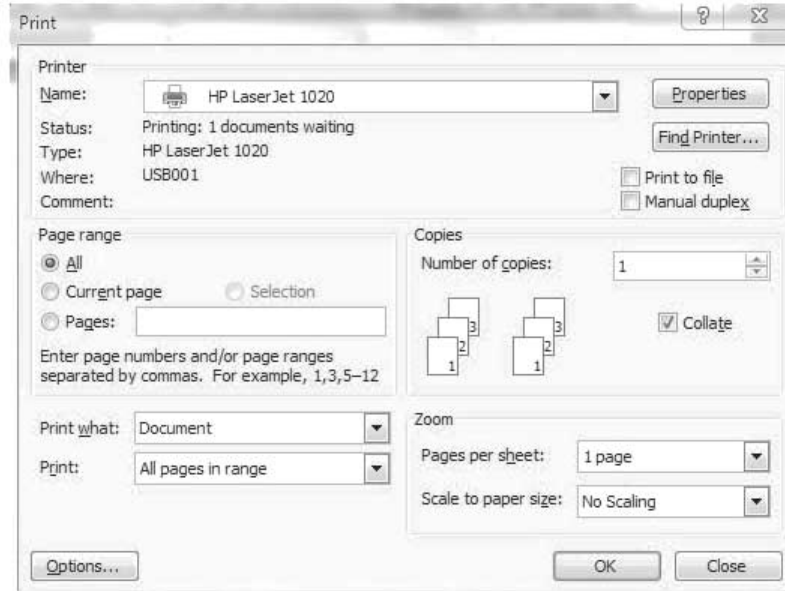 Print
Printer
Name: HP LaserJet 1020 Properties
Status: Printing: 1 documents waiting
Type: HP LaserJet 1020 Find Printer...
Where: USB001 Print to file
Comment: Manual duplex
Page range
All
Current page Selection
Pages:
Enter page numbers and/or page ranges
separated by commas. For example, 1,3,5–12
Copies
Number of copies: 1
1 2 3 1 2 3 Collate
Print what: Document
Print: All pages in range
Zoom
Pages per sheet: 1 page
Scale to paper size: No Scaling
Options... OK Close